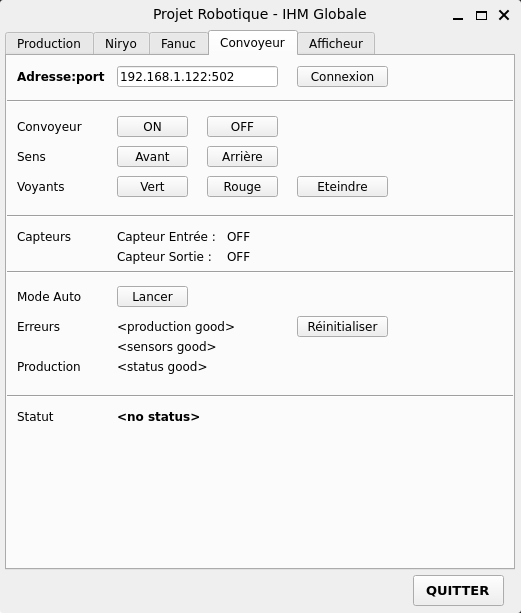 Projet Robotique - IHM Globale
Production Niryo Fanuc Convoyeur Afficheur
Adresse:port 192.168.1.122:502 Connexion
Convoyeur ON OFF
Sens Avant Arrière
Voyants Vert Rouge Eteindre
Capteurs Capteur Entrée : OFF
Capteur Sortie : OFF
Mode Auto Lancer
Erreurs <production good> Réinitialiser
<sensors good>
Production <status good>
Statut <no status>
QUITTER